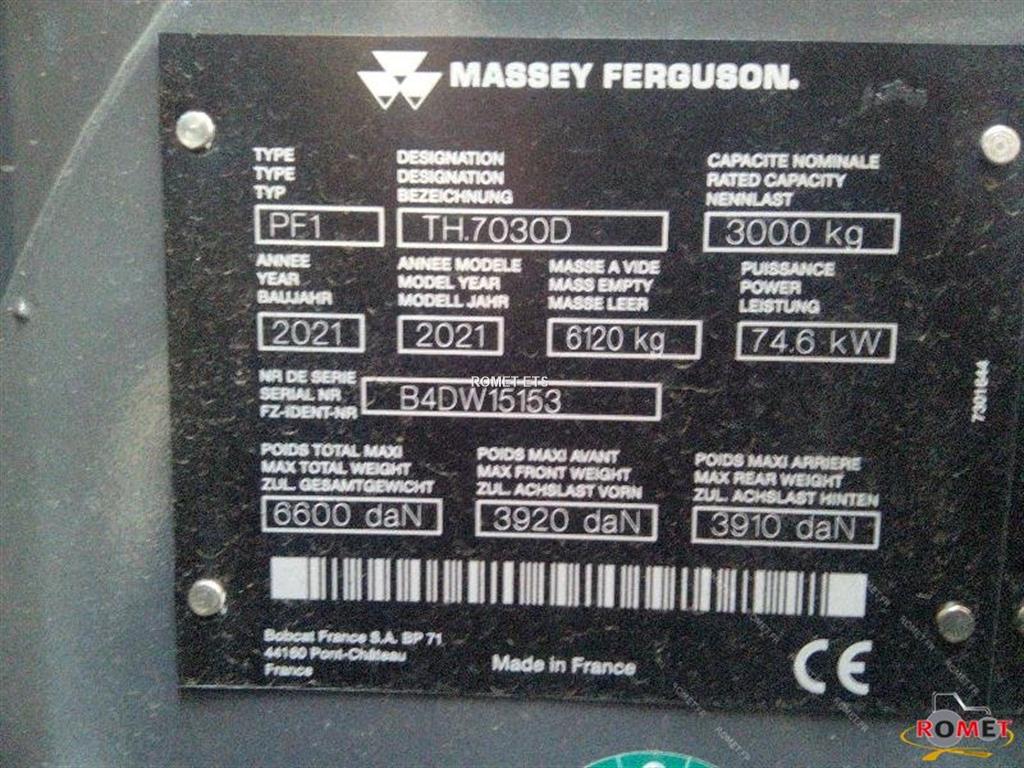 MASSEY FERGUSON.
TYPE
TYPE
TYP
PF1
DESIGNATION
DESIGNATION
BEZEICHNUNG
TH.7030D
CAPACITE NOMINALE
RATED CAPACITY
NENNLAST
3000 kg
ANNEE
YEAR
BAUJAHR
2021
ANNEE MODELE
MODEL YEAR
MODELL JAHR
2021
MASSE A VIDE
MASS EMPTY
MASSE LEER
6120 kg
PUISSANCE
POWER
LEISTUNG
74.6 kW
NR DE SERIE
SERIAL NR
FZ-IDENT-NR
B4DW15153
ROMET ETS
7301644
POIDS TOTAL MAXI
MAX TOTAL WEIGHT
ZUL. GESAMTGEWICHT
6600 daN
POIDS MAXI AVANT
MAX FRONT WEIGHT
ZUL. ACHSLAST VORN
3920 daN
POIDS MAXI ARRIERE
MAX REAR WEIGHT
ZUL. ACHSLAST HINTEN
3910 daN
Bobcat France S.A. BP 71
44160 Pont-Château
France
Made in France
CE
ROMET